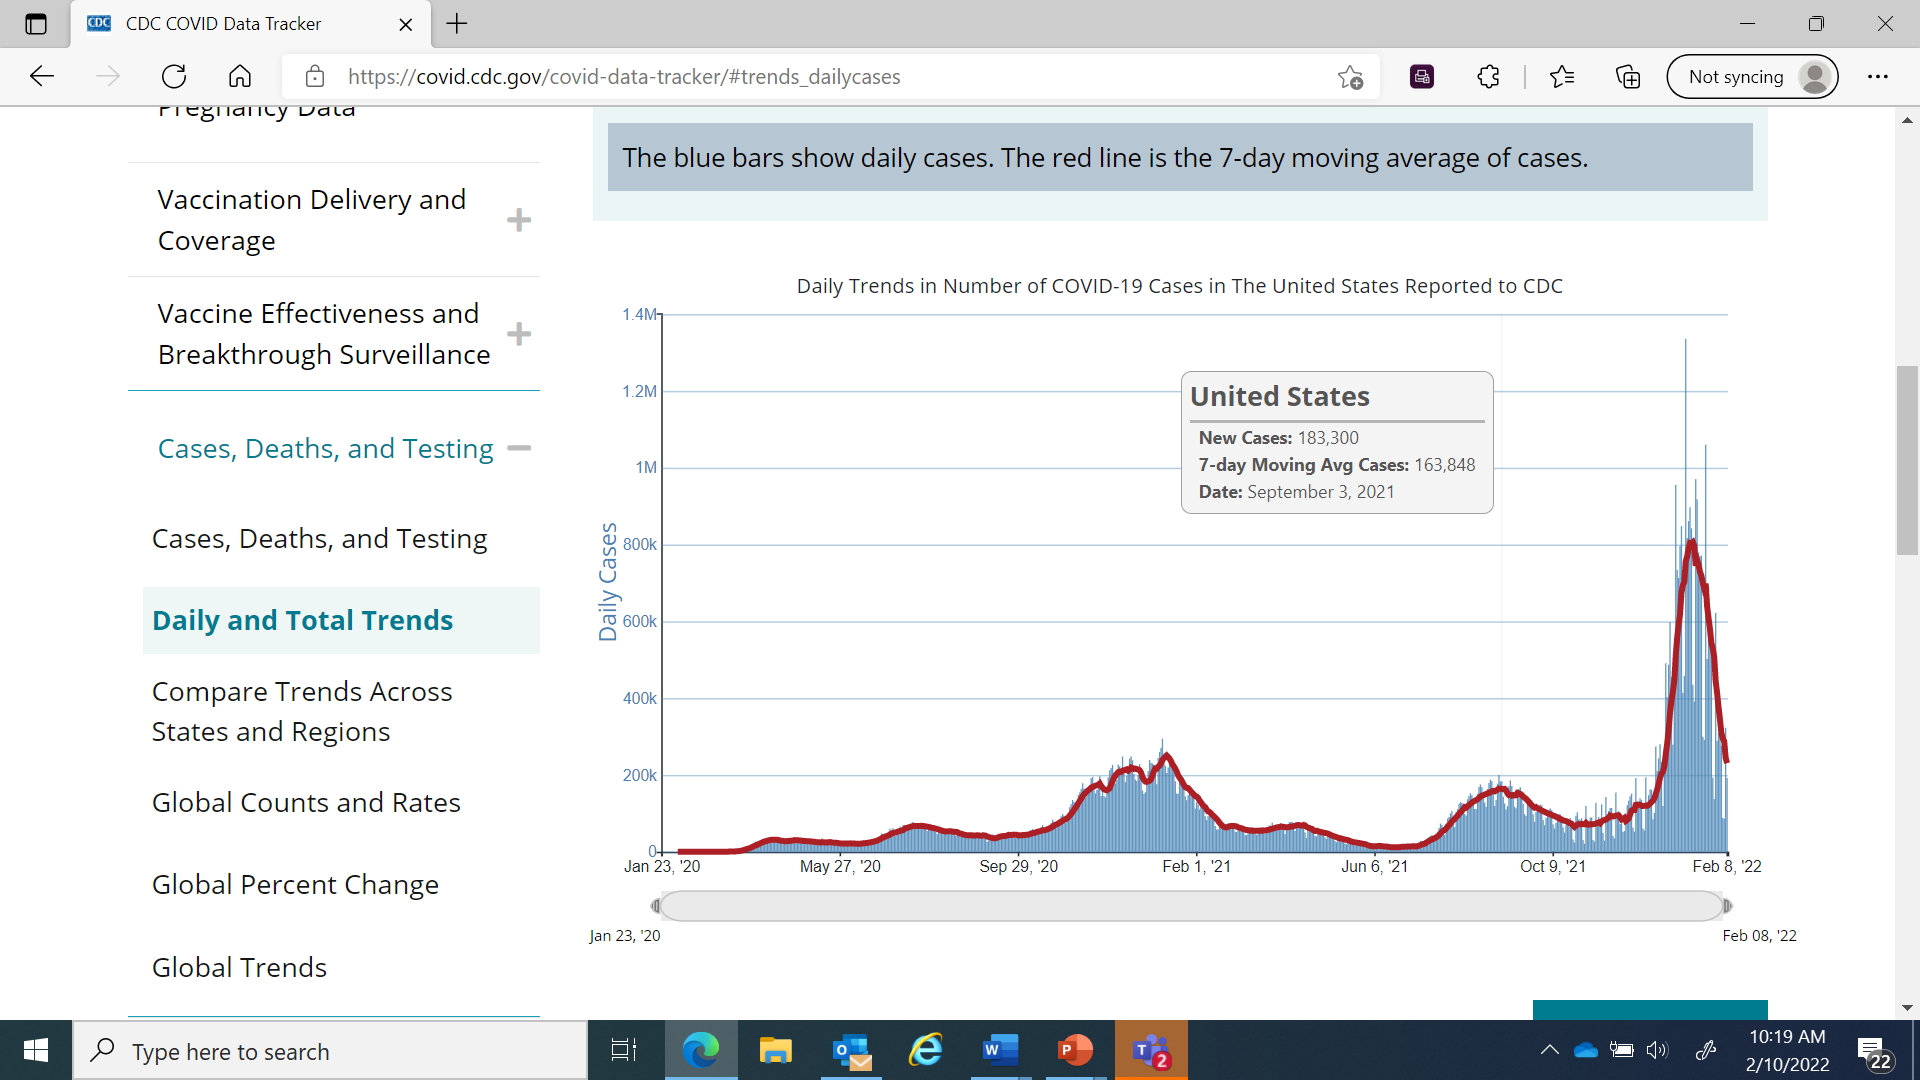 CDC COVID Data Tracker
https://covid.cdc.gov/covid-data-tracker/#trends_dailycases
Not syncing
Pregnancy Data
Vaccination Delivery and
Coverage
Vaccine Effectiveness and
Breakthrough Surveillance
Cases, Deaths, and Testing
Cases, Deaths, and Testing
Daily and Total Trends
Compare Trends Across
States and Regions
Global Counts and Rates
Global Percent Change
Global Trends
The blue bars show daily cases. The red line is the 7-day moving average of cases.
Daily Trends in Number of COVID-19 Cases in The United States Reported to CDC
Daily Cases
1.4M
1.2M
1M
800k
600k
400k
200k
0
United States
New Cases: 183,300
7-day Moving Avg Cases: 163,848
Date: September 3, 2021
Jan 23, '20 May 27, '20 Sep 29, '20 Feb 1, '21 Jun 6, '21 Oct 9, '21 Feb 8, '22
Jan 23, '20 Feb 08, '22
Type here to search
2
10:19 AM
2/10/2022
22